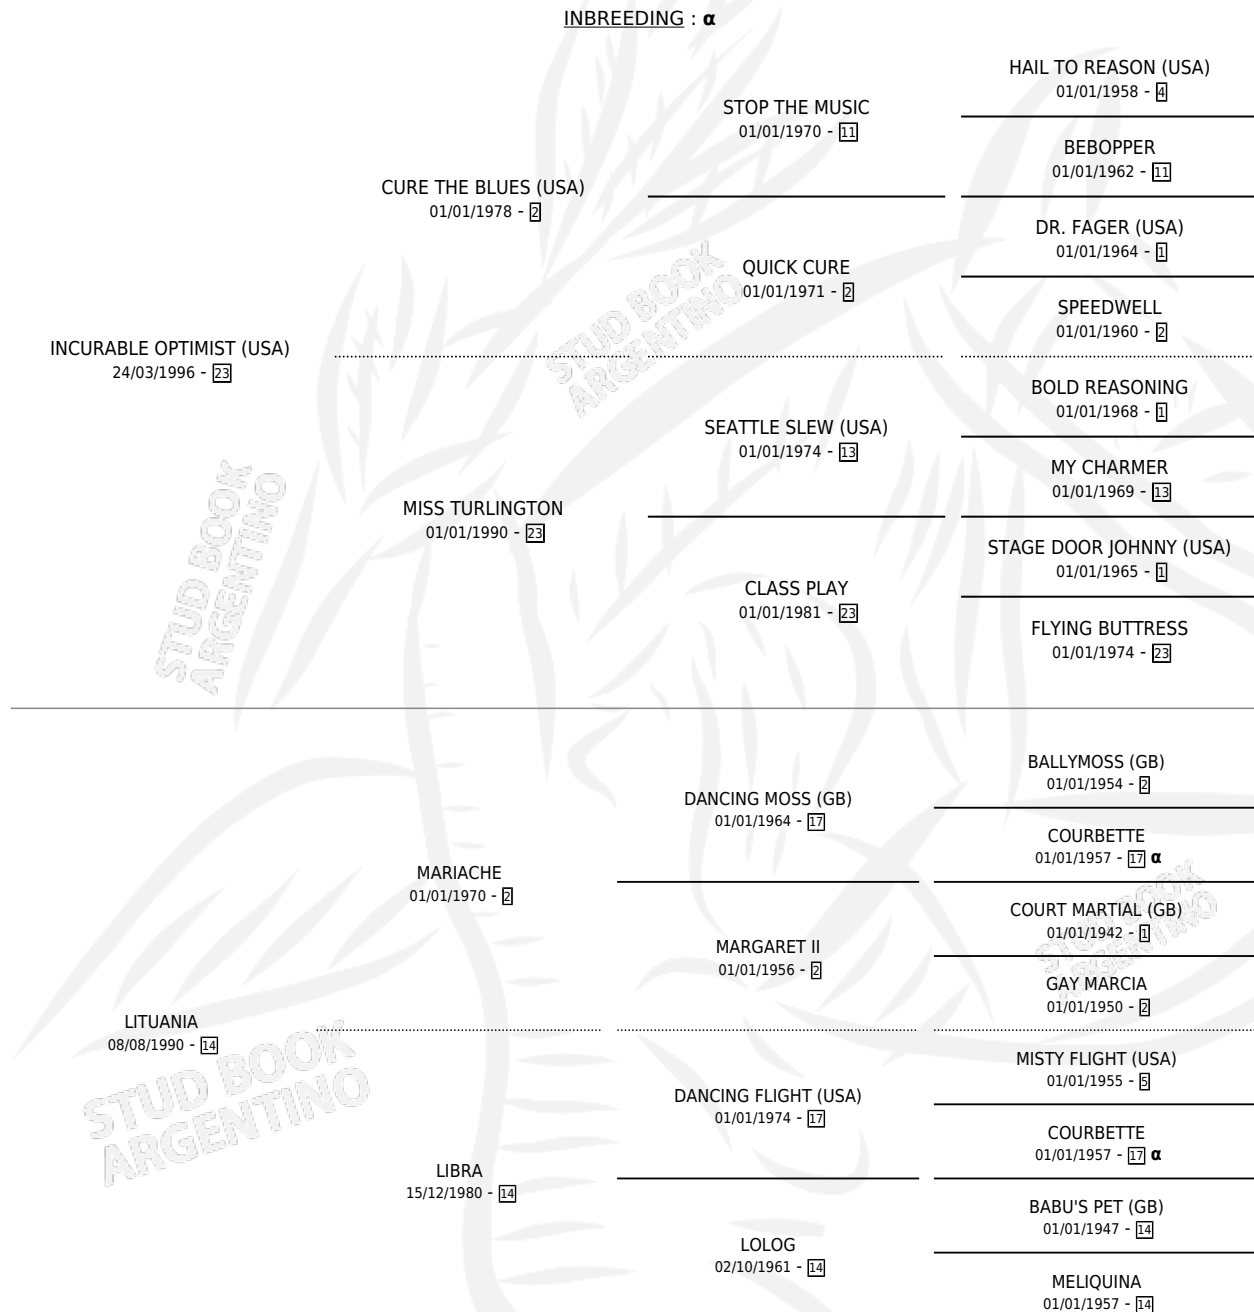 INBREEDING : α
HAIL TO REASON (USA)
01/01/1958 - 4
STOP THE MUSIC
01/01/1970 - 11
BEBOPPER
01/01/1962 - 11
CURE THE BLUES (USA)
01/01/1978 - 2
DR. FAGER (USA)
01/01/1964 - 1
QUICK CURE
01/01/1971 - 2
SPEEDWELL
01/01/1960 - 2
INCURABLE OPTIMIST (USA)
24/03/1996 - 23
BOLD REASONING
01/01/1968 - 1
SEATTLE SLEW (USA)
01/01/1974 - 13
MY CHARMER
01/01/1969 - 13
MISS TURLINGTON
01/01/1990 - 23
STAGE DOOR JOHNNY (USA)
01/01/1965 - 1
CLASS PLAY
01/01/1981 - 23
FLYING BUTTRESS
01/01/1974 - 23
BALLYMOSS (GB)
01/01/1954 - 2
DANCING MOSS (GB)
01/01/1964 - 17
COURBETTE
01/01/1957 - 17 α
MARIACHE
01/01/1970 - 2
COURT MARTIAL (GB)
01/01/1942 - 1
MARGARET II
01/01/1956 - 2
GAY MARCIA
01/01/1950 - 2
LITUANIA
08/08/1990 - 14
MISTY FLIGHT (USA)
01/01/1955 - 5
DANCING FLIGHT (USA)
01/01/1974 - 17
COURBETTE
01/01/1957 - 17 α
LIBRA
15/12/1980 - 14
BABU'S PET (GB)
01/01/1947 - 14
LOLOG
02/10/1961 - 14
MELIQUINA
01/01/1957 - 14
STUD BOOK
ARGENTINO
STUD BOOK
ARGENTINO
STUD BOOK
ARGENTINO
STUD BOOK
ARGENTINO